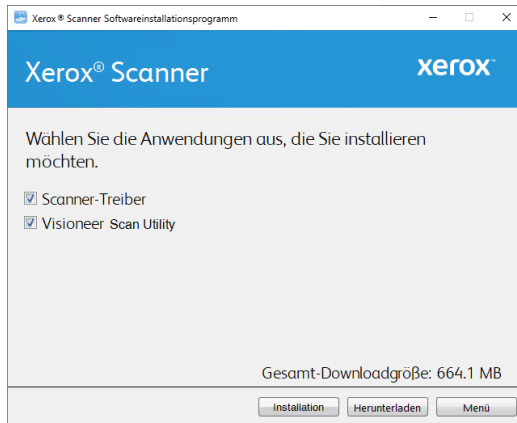 Xerox ® Scanner Softwareinstallationsprogramm
Xerox® Scanner
xerox™
Wählen Sie die Anwendungen aus, die Sie installieren
möchten.
Scanner-Treiber
Visioneer Scan Utility
Gesamt-Downloadgröße: 664.1 MB
Installation
Herunterladen
Menü